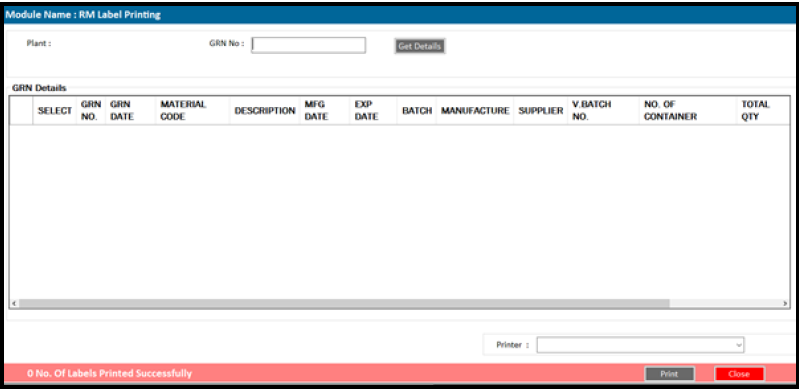 Module Name : RM Label Printing
Plant : GRN No : Get Details
GRN Details
SELECT GRN NO. GRN DATE MATERIAL CODE DESCRIPTION MFG DATE EXP DATE BATCH MANUFACTURE SUPPLIER V.BATCH NO. NO. OF CONTAINER TOTAL QTY
Printer :
0 No. Of Labels Printed Successfully Print Close